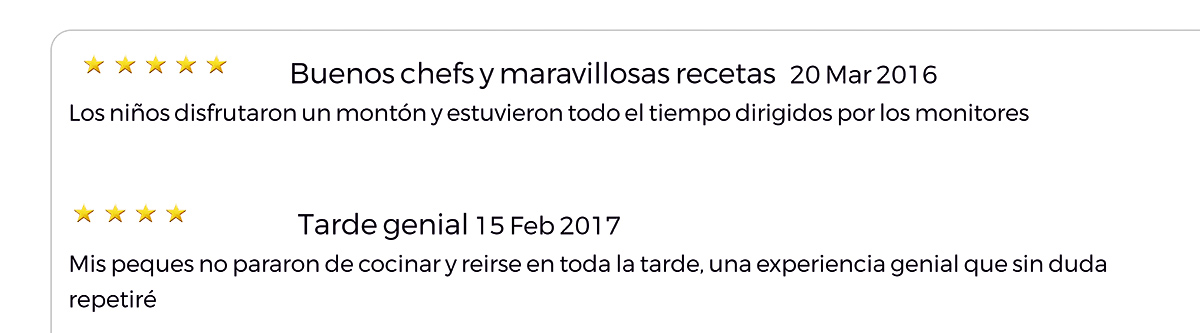 Buenos chefs y maravillosas recetas 20 Mar 2016
Los niños disfrutaron un montón y estuvieron todo el tiempo dirigidos por los monitores
Tarde genial 15 Feb 2017
Mis peques no pararon de cocinar y reirse en toda la tarde, una experiencia genial que sin duda
repetiré